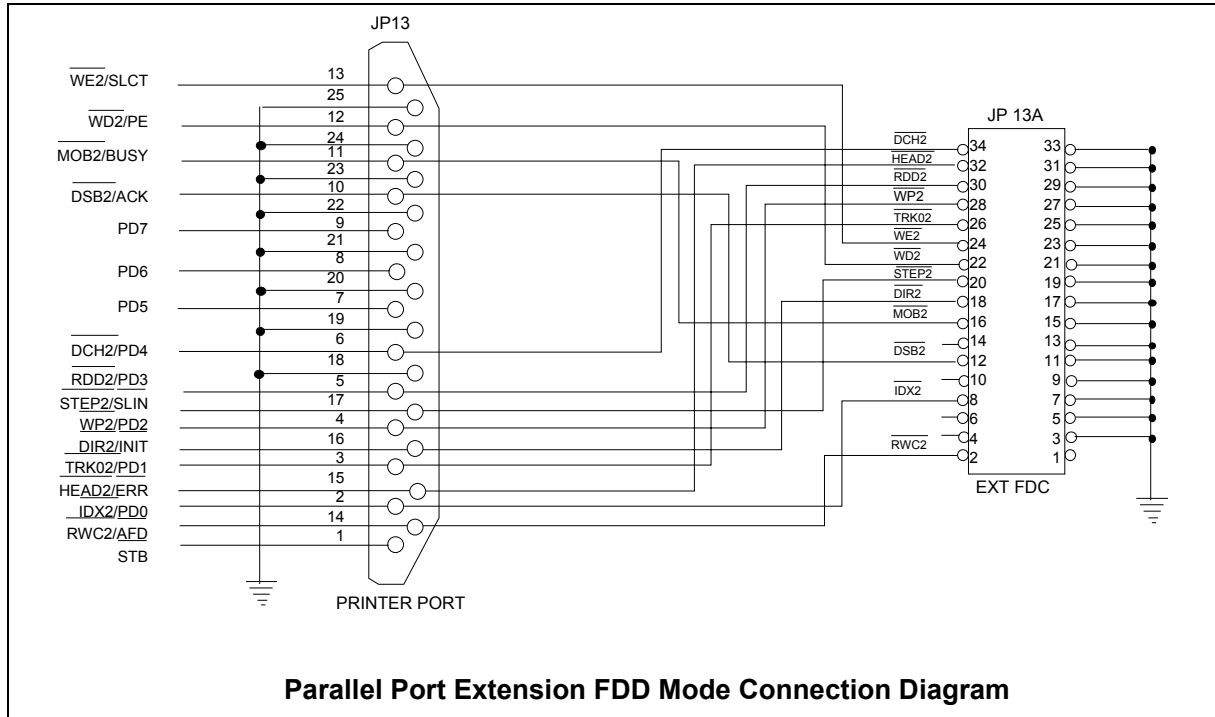 JP13
WE2/SLCT
13
25
WD2/PE
12
24
MOB2/BUSY
11
23
DSB2/ACK
10
22
PD7
9
21
PD6
8
20
PD5
7
19
DCH2/PD4
6
18
RDD2/PD3
5
STEP2/SLIN
17
WP2/PD2
4
DIR2/INIT
16
TRK02/PD1
3
HEAD2/ERR
15
IDX2/PD0
2
RWC2/AFD
14
STB
1
PRINTER PORT
JP 13A
DCH2 34 33
HEAD2 32 31
RDD2 30 29
WP2 28 27
TRK02 26 25
WE2 24 23
WD2 22 21
STEP2 20 19
DIR2 18 17
MOB2 16 15
14 13
DSB2 12 11
10 9
IDX2 8 7
6 5
4 3
RWC2 2 1
EXT FDC
Parallel Port Extension FDD Mode Connection Diagram